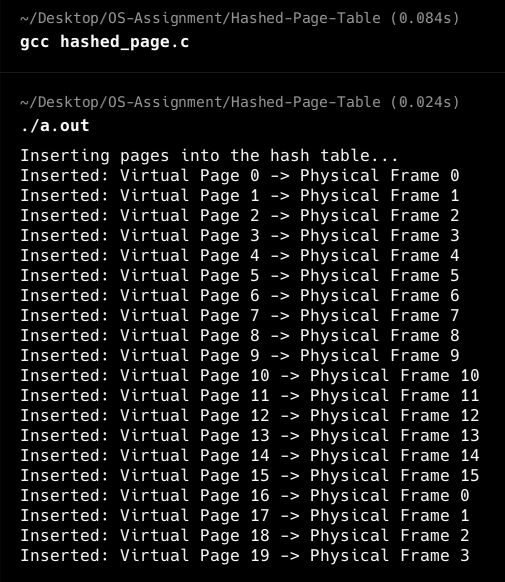 ~/Desktop/OS-Assignment/Hashed-Page-Table (0.084s)
gcc hashed_page.c
~/Desktop/OS-Assignment/Hashed-Page-Table (0.024s)
./a.out
Inserting pages into the hash table...
Inserted: Virtual Page 0 -> Physical Frame 0
Inserted: Virtual Page 1 -> Physical Frame 1
Inserted: Virtual Page 2 -> Physical Frame 2
Inserted: Virtual Page 3 -> Physical Frame 3
Inserted: Virtual Page 4 -> Physical Frame 4
Inserted: Virtual Page 5 -> Physical Frame 5
Inserted: Virtual Page 6 -> Physical Frame 6
Inserted: Virtual Page 7 -> Physical Frame 7
Inserted: Virtual Page 8 -> Physical Frame 8
Inserted: Virtual Page 9 -> Physical Frame 9
Inserted: Virtual Page 10 -> Physical Frame 10
Inserted: Virtual Page 11 -> Physical Frame 11
Inserted: Virtual Page 12 -> Physical Frame 12
Inserted: Virtual Page 13 -> Physical Frame 13
Inserted: Virtual Page 14 -> Physical Frame 14
Inserted: Virtual Page 15 -> Physical Frame 15
Inserted: Virtual Page 16 -> Physical Frame 0
Inserted: Virtual Page 17 -> Physical Frame 1
Inserted: Virtual Page 18 -> Physical Frame 2
Inserted: Virtual Page 19 -> Physical Frame 3